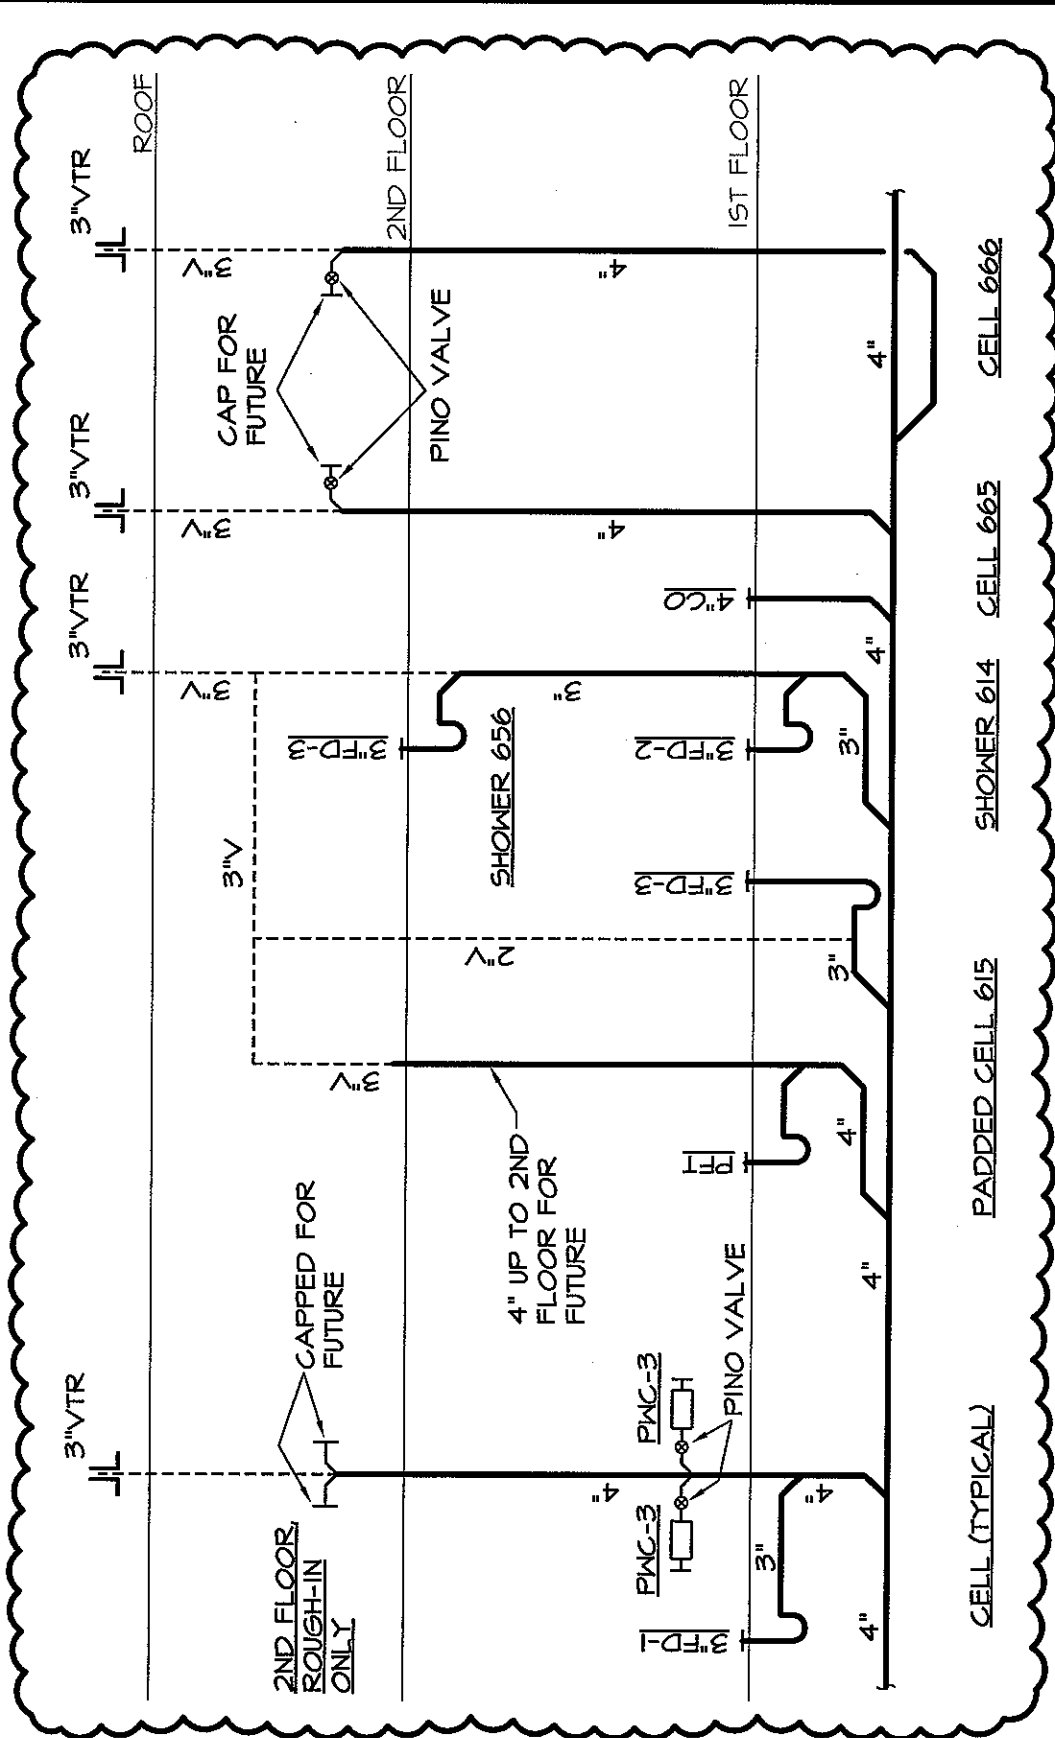 3"VTR
3"VTR
3"VTR
3"VTR
ROOF
3"V
3"V
3"V
CAPPED FOR
FUTURE
3"V
CAP FOR
FUTURE
2ND FLOOR
ROUGH-IN
ONLY
3"V
3"FD-3
PINO VALVE
2ND FLOOR
4" UP TO 2ND
FLOOR FOR
FUTURE
2"V
SHOWER 656
3"
4"
4"
4"
PWC-3
PWC-3
PINO VALVE
3"FD-1
PFT
3"FD-3
3"FD-2
4"CO
1ST FLOOR
3"
4"
4"
3"
3"
4"
4"
4"
4"
CELL (TYPICAL)
PADDED CELL 615
SHOWER 614
CELL 665
CELL 666